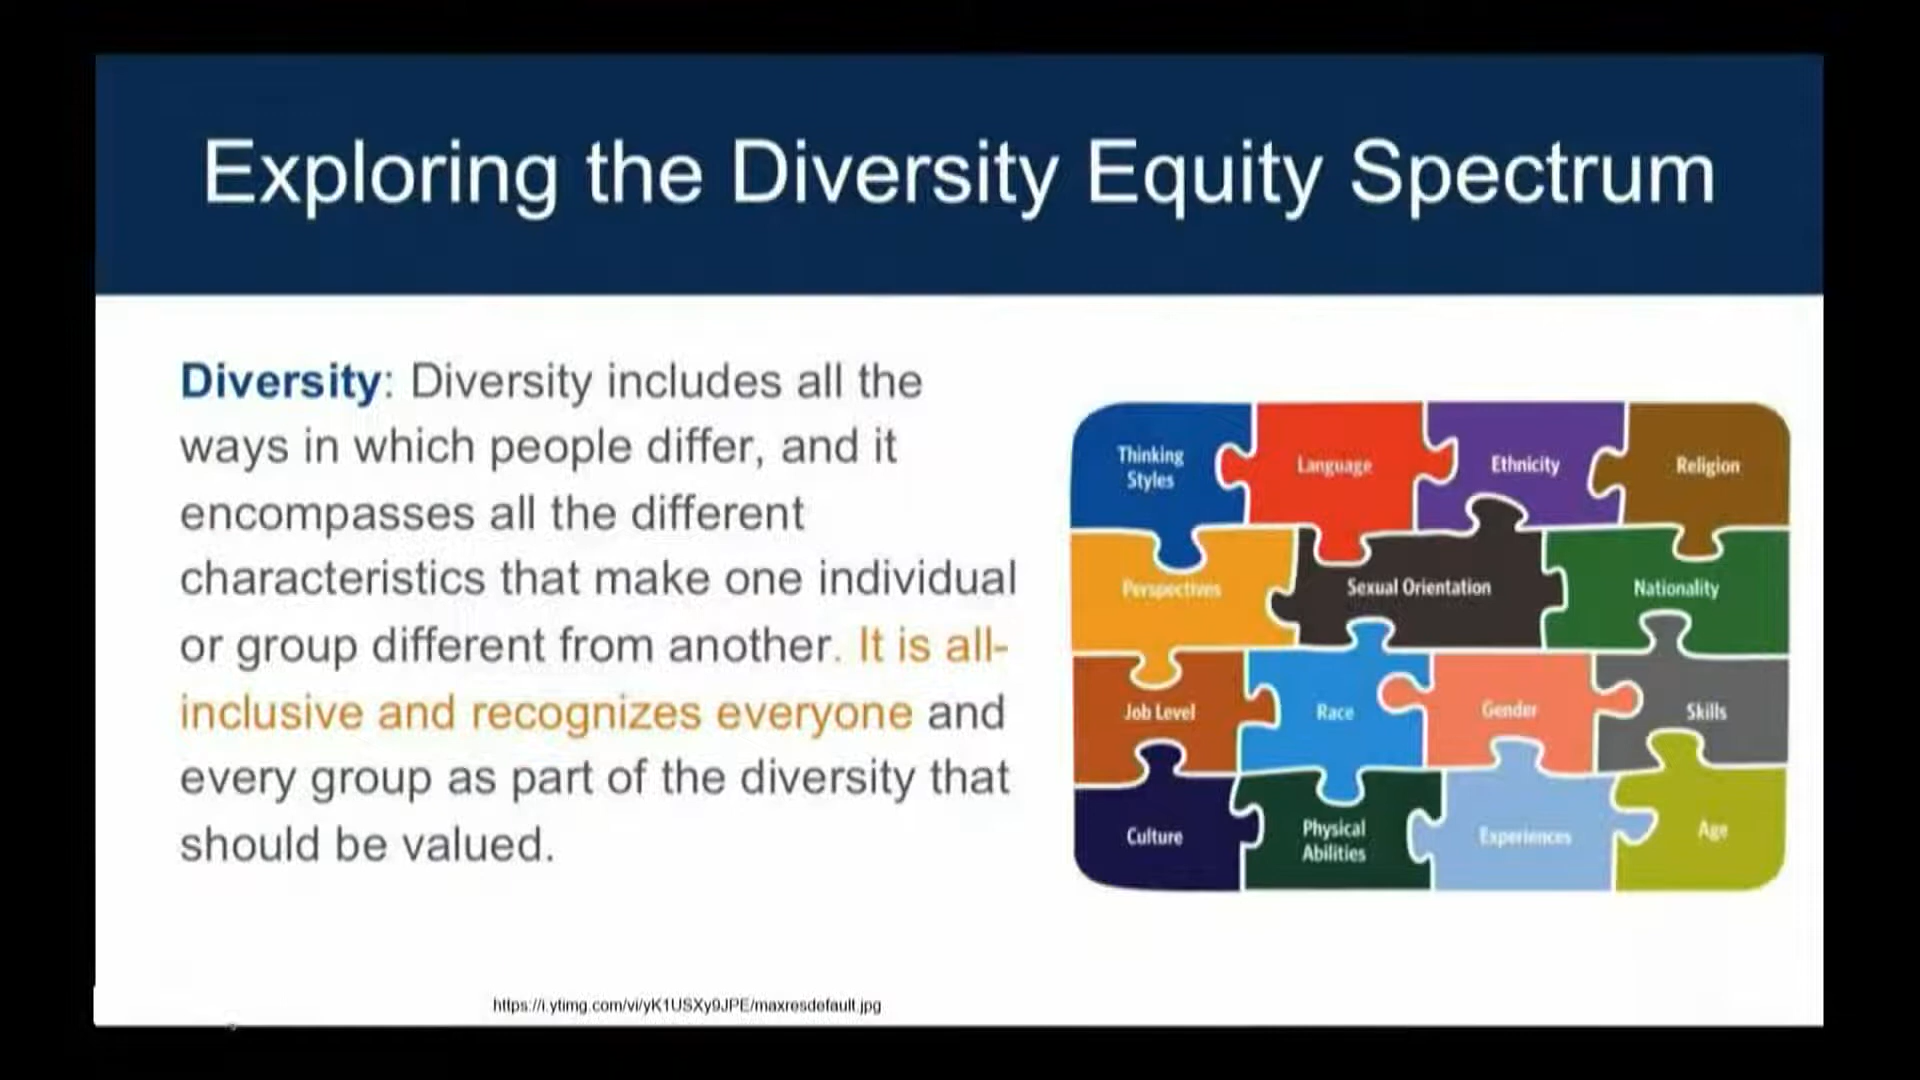 Exploring the Diversity Equity Spectrum
Diversity: Diversity includes all the
ways in which people differ, and it
encompasses all the different
characteristics that make one individual
or group different from another. It is all-
inclusive and recognizes everyone and
every group as part of the diversity that
should be valued.
Thinking
Styles
Language
Ethnicity
Religion
Perspectives
Sexual Orientation
Nationality
Job Level
Race
Gender
Skills
Culture
Physical
Abilities
Experiences
Age
https://i.ytimg.com/vi/yK1USXy9JPE/maxresdefault.jpg